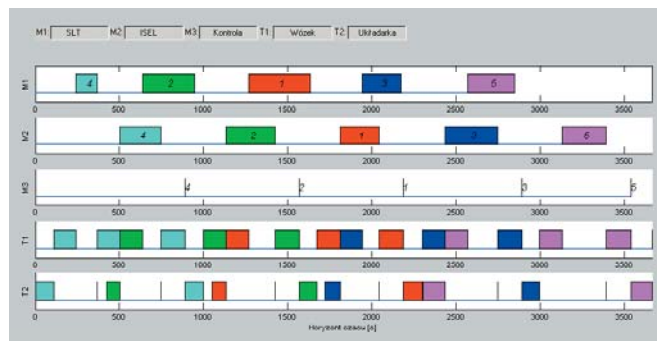 M1: SLT M2: ISEL M3: Kontrola T1: Wózek T2: Układarka
M1 4 2 1 3 5
0 500 1000 1500 2000 2500 3000 3500
M2 4 2 1 3 5
0 500 1000 1500 2000 2500 3000 3500
M3 4 2 1 3 5
0 500 1000 1500 2000 2500 3000 3500
T1
0 500 1000 1500 2000 2500 3000 3500
T2
0 500 1000 1500 2000 2500 3000 3500
Horyzont czasu [s]